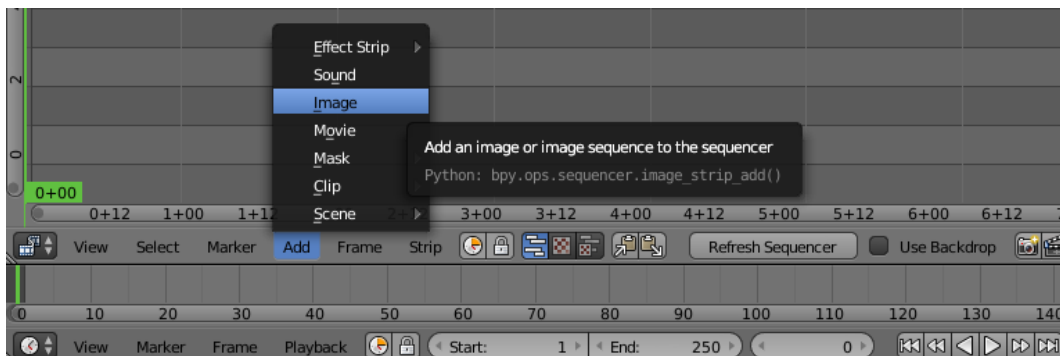 Effect Strip
Sound
Image
Movie
Mask
Clip
Scene
Add an image or image sequence to the sequencer
Python: bpy.ops.sequencer.image_strip_add()
2
0
0+00
0+12 1+00 1+12 3+00 3+12 4+00 4+12 5+00 5+12 6+00 6+12
View Select Marker Add Frame Strip Refresh Sequencer Use Backdrop
0 10 20 30 40 50 60 70 80 90 100 110 120 130 140
View Marker Frame Playback Start: 1 End: 250 0